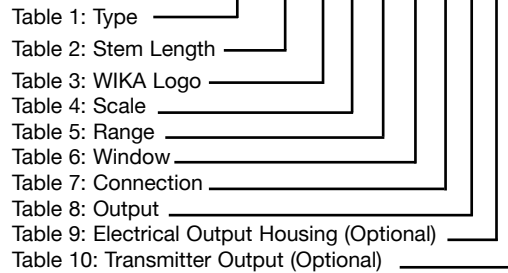 Table 1: Type
Table 2: Stem Length
Table 3: WIKA Logo
Table 4: Scale
Table 5: Range
Table 6: Window
Table 7: Connection
Table 8: Output
Table 9: Electrical Output Housing (Optional)
Table 10: Transmitter Output (Optional)